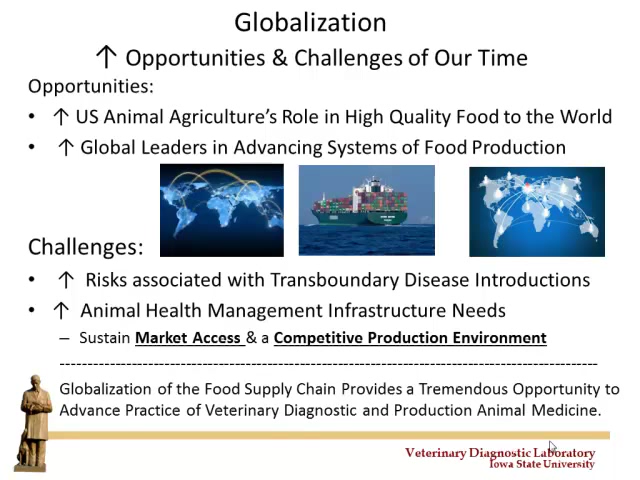 Globalization
↑ Opportunities & Challenges of Our Time
Opportunities:
• ↑ US Animal Agriculture's Role in High Quality Food to the World
• ↑ Global Leaders in Advancing Systems of Food Production
Challenges:
• ↑ Risks associated with Transboundary Disease Introductions
• ↑ Animal Health Management Infrastructure Needs
– Sustain Market Access & a Competitive Production Environment
Globalization of the Food Supply Chain Provides a Tremendous Opportunity to
Advance Practice of Veterinary Diagnostic and Production Animal Medicine.
Veterinary Diagnostic Laboratory
Iowa State University